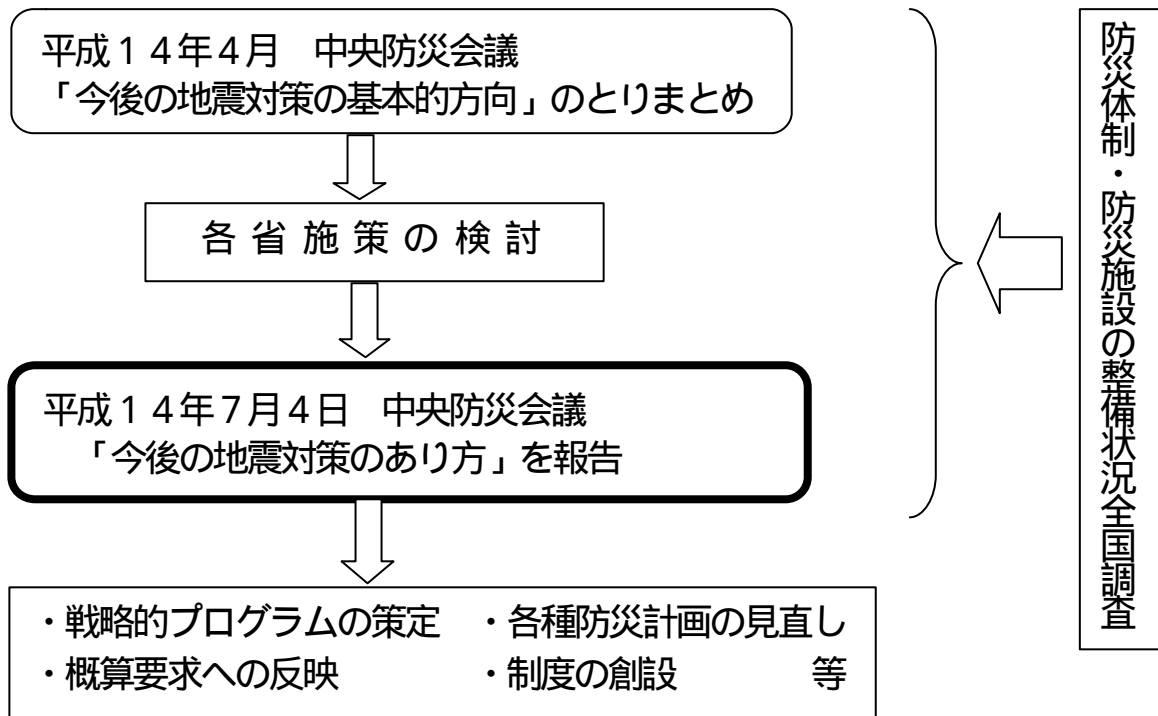 平成１４年４月　中央防災会議
「今後の地震対策の基本的方向」のとりまとめ
各省施策の検討
平成１４年７月４日　中央防災会議
「今後の地震対策のあり方」を報告
・戦略的プログラムの策定　・各種防災計画の見直し
・概算要求への反映　・制度の創設　等
防災体制・防災施設の整備状況全国調査